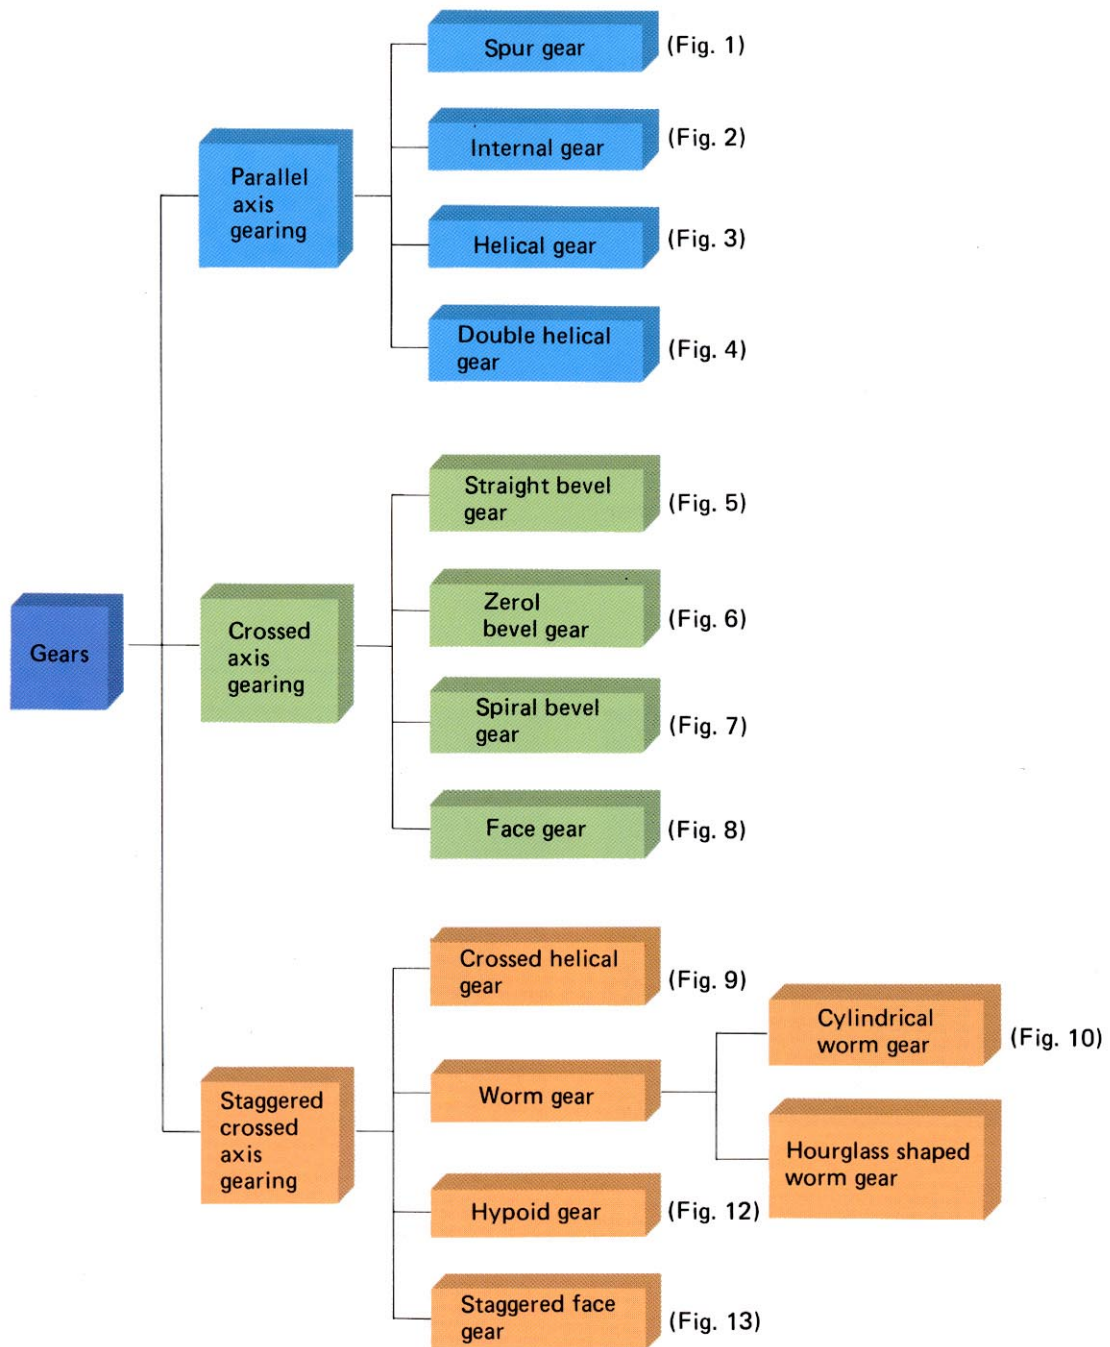 Gears
Parallel
axis
gearing
Spur gear
(Fig. 1)
Internal gear
(Fig. 2)
Helical gear
(Fig. 3)
Double helical
gear
(Fig. 4)
Crossed
axis
gearing
Straight bevel
gear
(Fig. 5)
Zerol
bevel gear
(Fig. 6)
Spiral bevel
gear
(Fig. 7)
Face gear
(Fig. 8)
Staggered
crossed
axis
gearing
Crossed helical
gear
(Fig. 9)
Worm gear
Cylindrical
worm gear
(Fig. 10)
Hourglass shaped
worm gear
Hypoid gear
(Fig. 12)
Staggered face
gear
(Fig. 13)